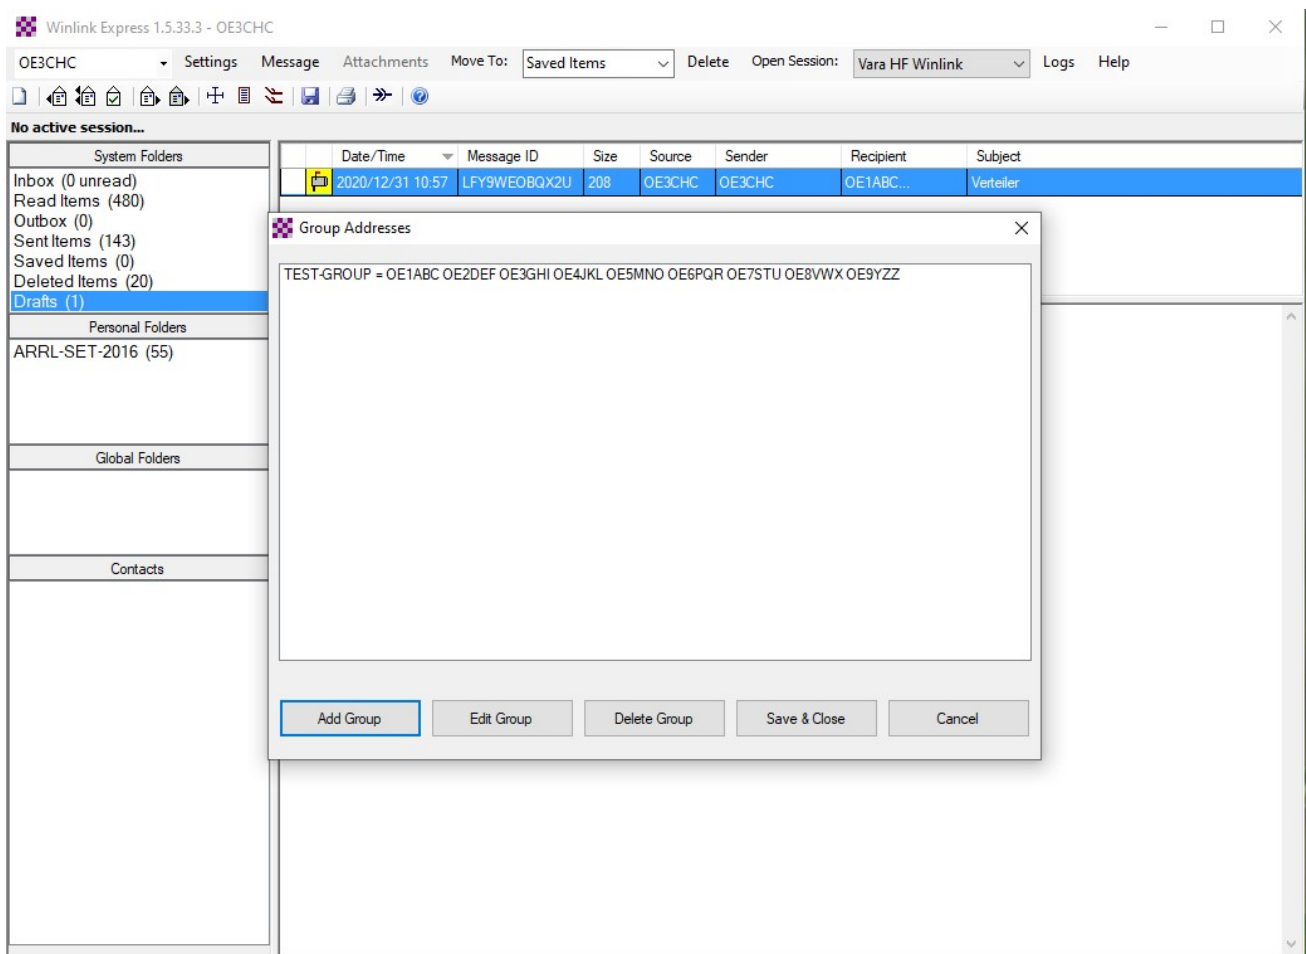 Winlink Express 1.5.33.3 - OE3CHC
OE3CHC Settings Message Attachments Move To: Saved Items Delete Open Session: Vara HF Winlink Logs Help
No active session...
System Folders
Inbox (0 unread)
Read Items (480)
Outbox (0)
Sent Items (143)
Saved Items (0)
Deleted Items (20)
Drafts (1)
Personal Folders
ARRL-SET-2016 (55)
Global Folders
Contacts
Date/Time Message ID Size Source Sender Recipient Subject
2020/12/31 10:57 LFY9WEOBQX2U 208 OE3CHC OE3CHC OE1ABC... Verteiler
Group Addresses
TEST-GROUP = OE1ABC OE2DEF OE3GHI OE4JKL OE5MNO OE6PQR OE7STU OE8VWX OE9YZZ
Add Group Edit Group Delete Group Save & Close Cancel